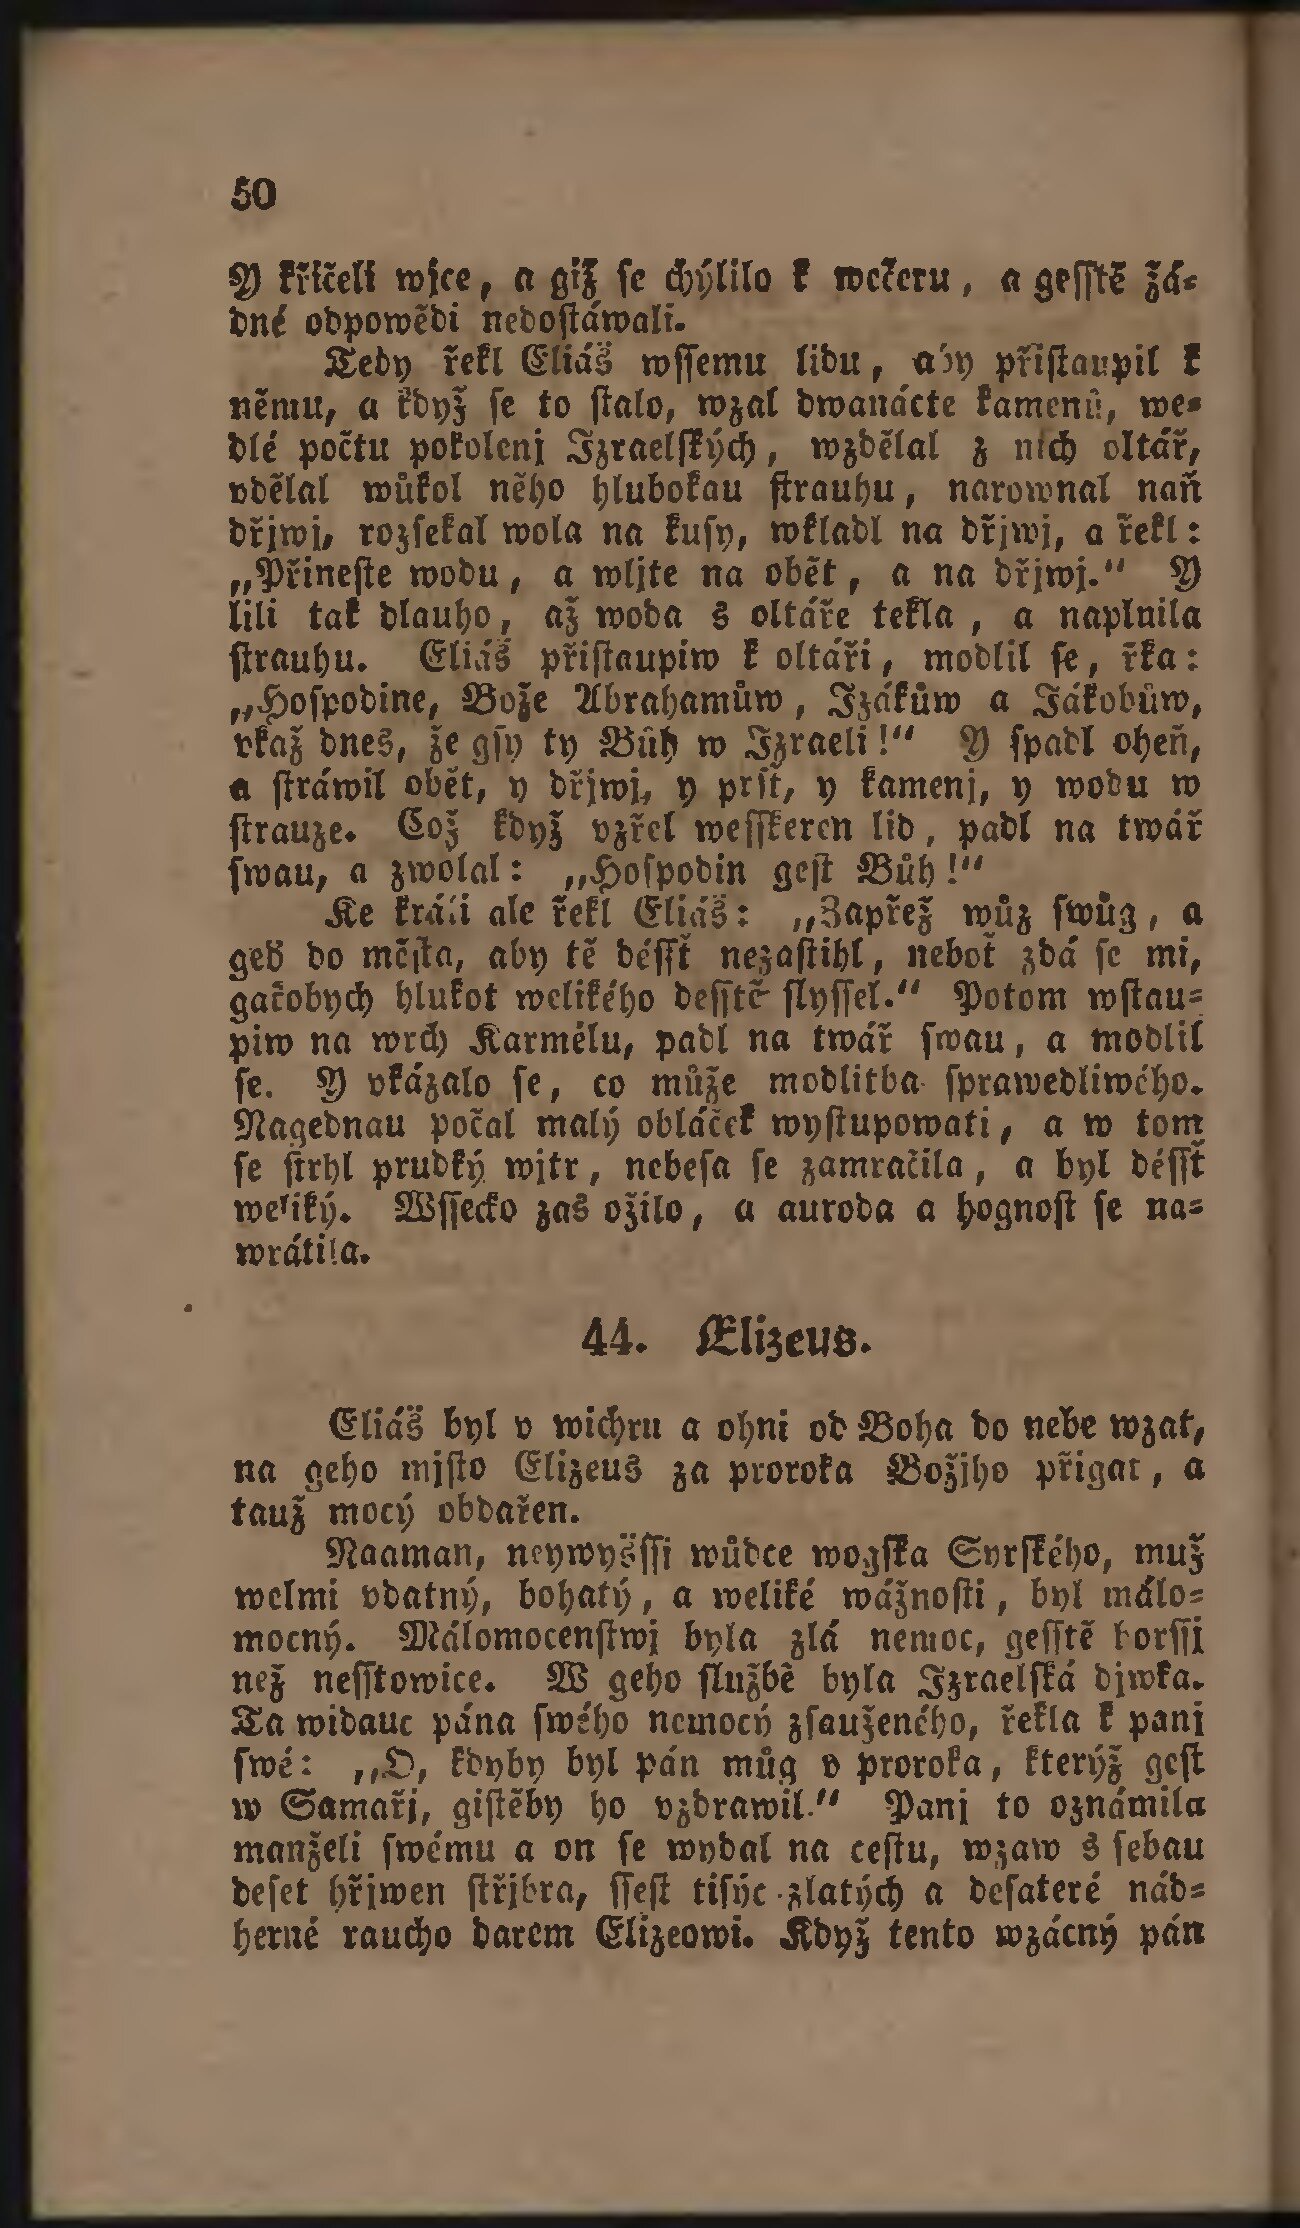 50
Y křičeli wjce, a giž se chýlilo k wečeru, a gesstě žá-
dné odpowědi nedostáwali.
Tedy řekl Eliáš wssemu lidu, aby přistaupil k
němu, a když se to stalo, wzal dwanácte kamenů, we-
dlé počtu pokolenj Izraelských, wzdělal z nich oltář,
vdělal wůkol něho hlubokau strauhu, narownal naň
dřjwj, rozsekal wola na kusy, wkladl na dřjwj, a řekl:
„Přineste wodu, a wljte na obět, a na dřjwj.“ Y
lili tak dlauho, až woda s oltáře tekla, a naplnila
strauhu. Eliáš přistaupiw k oltáři, modlil se, řka:
„Hospodine, Bože Abrahamůw, Izákůw a Jákobůw,
vkaž dnes, že gsy ty Bůh w Izraeli!“ Y spadl oheň,
a stráwil obět, y dřjwj, y prst, y kamenj, y wodu w
strauze. Což když vzřel wesskeren lid, padl na twář
swau, a zwolal: „Hospodin gest Bůh!“
Ke králi ale řekl Eliáš: „Zapřež wůz swůg, a
geď do města, aby tě désst nezastihl, neboť zdá se mi,
gakobych hlukot welikého desstě slyssel.“ Potom wstau-
piw na wrch Karmélu, padl na twář swau, a modlil
se. Y vkázalo se, co může modlitba sprawedliwého.
Nagednau počal malý obláček wystupowati, a w tom
se strhl prudký wjtr, nebesa se zamračila, a byl désst
weliký. Wssecko zas ožilo, a auroda a hognost se na-
wrátila.
44. Elizeus.
Eliáš byl v wichru a ohni od Boha do nebe wzat,
na geho mjsto Elizeus za proroka Božjho přigat, a
tauž mocý obdařen.
Naaman, neywyšssi wůdce wogska Syrského, muž
welmi vdatný, bohatý, a weliké wážnosti, byl málo-
mocný. Málomocenstwj byla zlá nemoc, gesstě horssj
než nesstowice. W geho službě byla Izraelská djwka.
Ta widauc pána swého nemocý zsauženého, řekla k panj
swé: „O, kdyby byl pán můg v proroka, kterýž gest
w Samařj, gistěby ho vzdrawil.“ Panj to oznámila
manželi swému a on se wydal na cestu, wzaw s sebau
deset hřjwen střjbra, ssest tisýc zlatých a desateré nád-
herné raucho darem Elizeowi. Když tento wzácný pán